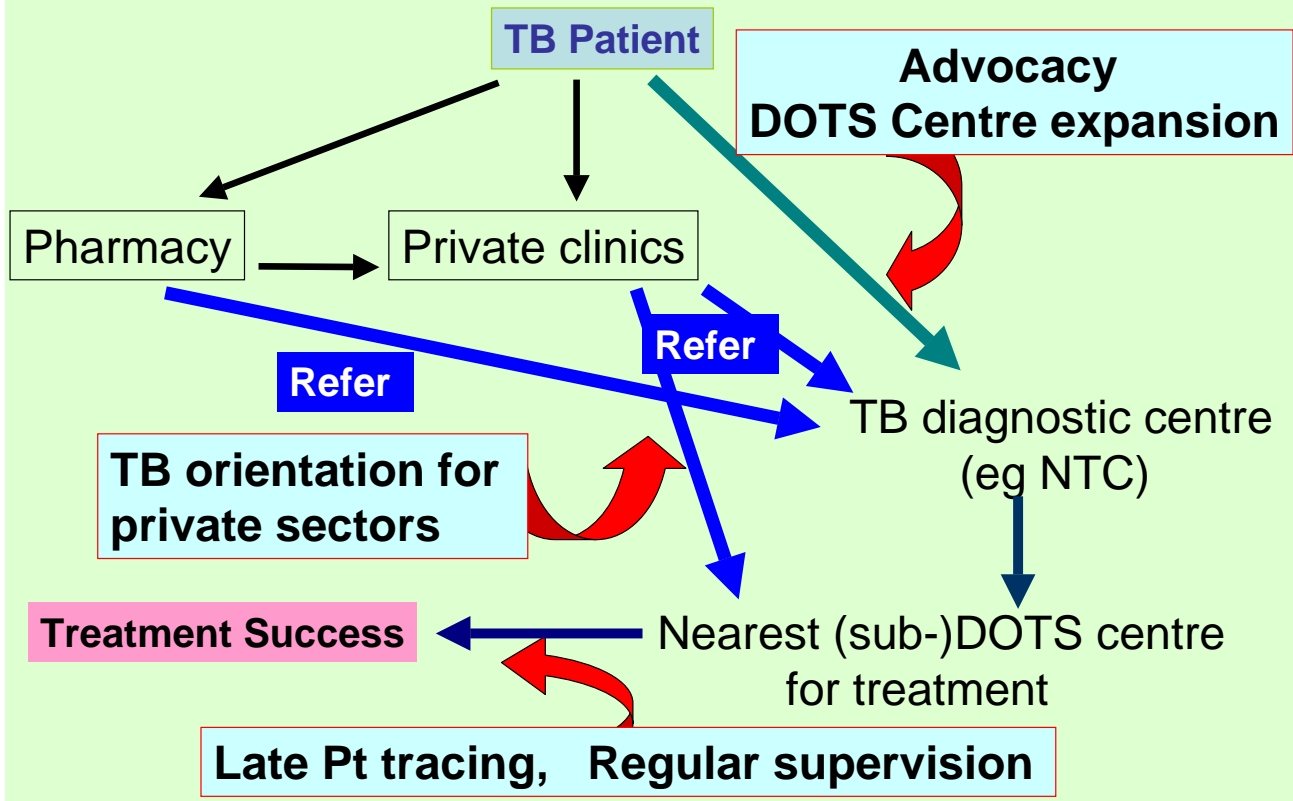 TB Patient
Advocacy
DOTS Centre expansion
Pharmacy
Private clinics
Refer
Refer
TB diagnostic centre
(eg NTC)
TB orientation for
private sectors
Treatment Success
Nearest (sub-)DOTS centre
for treatment
Late Pt tracing, Regular supervision